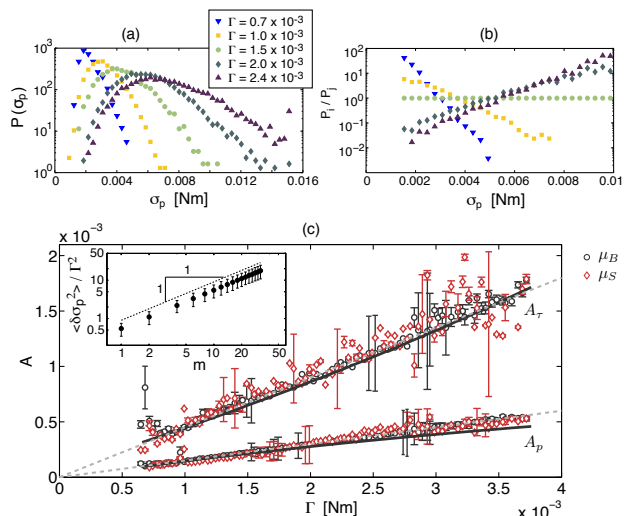 (a)
Γ = 0.7 x 10⁻³
Γ = 1.0 x 10⁻³
Γ = 1.5 x 10⁻³
Γ = 2.0 x 10⁻³
Γ = 2.4 x 10⁻³
P (σp)
10³
10²
10¹
10⁰
0 0.004 0.008 0.012 0.016
σp [Nm]
(b)
Pi / Pj
10²
10¹
10⁰
10⁻¹
10⁻²
0.002 0.004 0.006 0.008 0.01
σp [Nm]
(c)
x 10⁻³
2
1.5
1
0.5
0
A
<δσp²> / Γ²
50
10
5
1
0.5
1
1
1 2 5 10 20 50
m
μB
μS
Aτ
Ap
0 0.5 1 1.5 2 2.5 3 3.5 4
Γ [Nm]
x 10⁻³